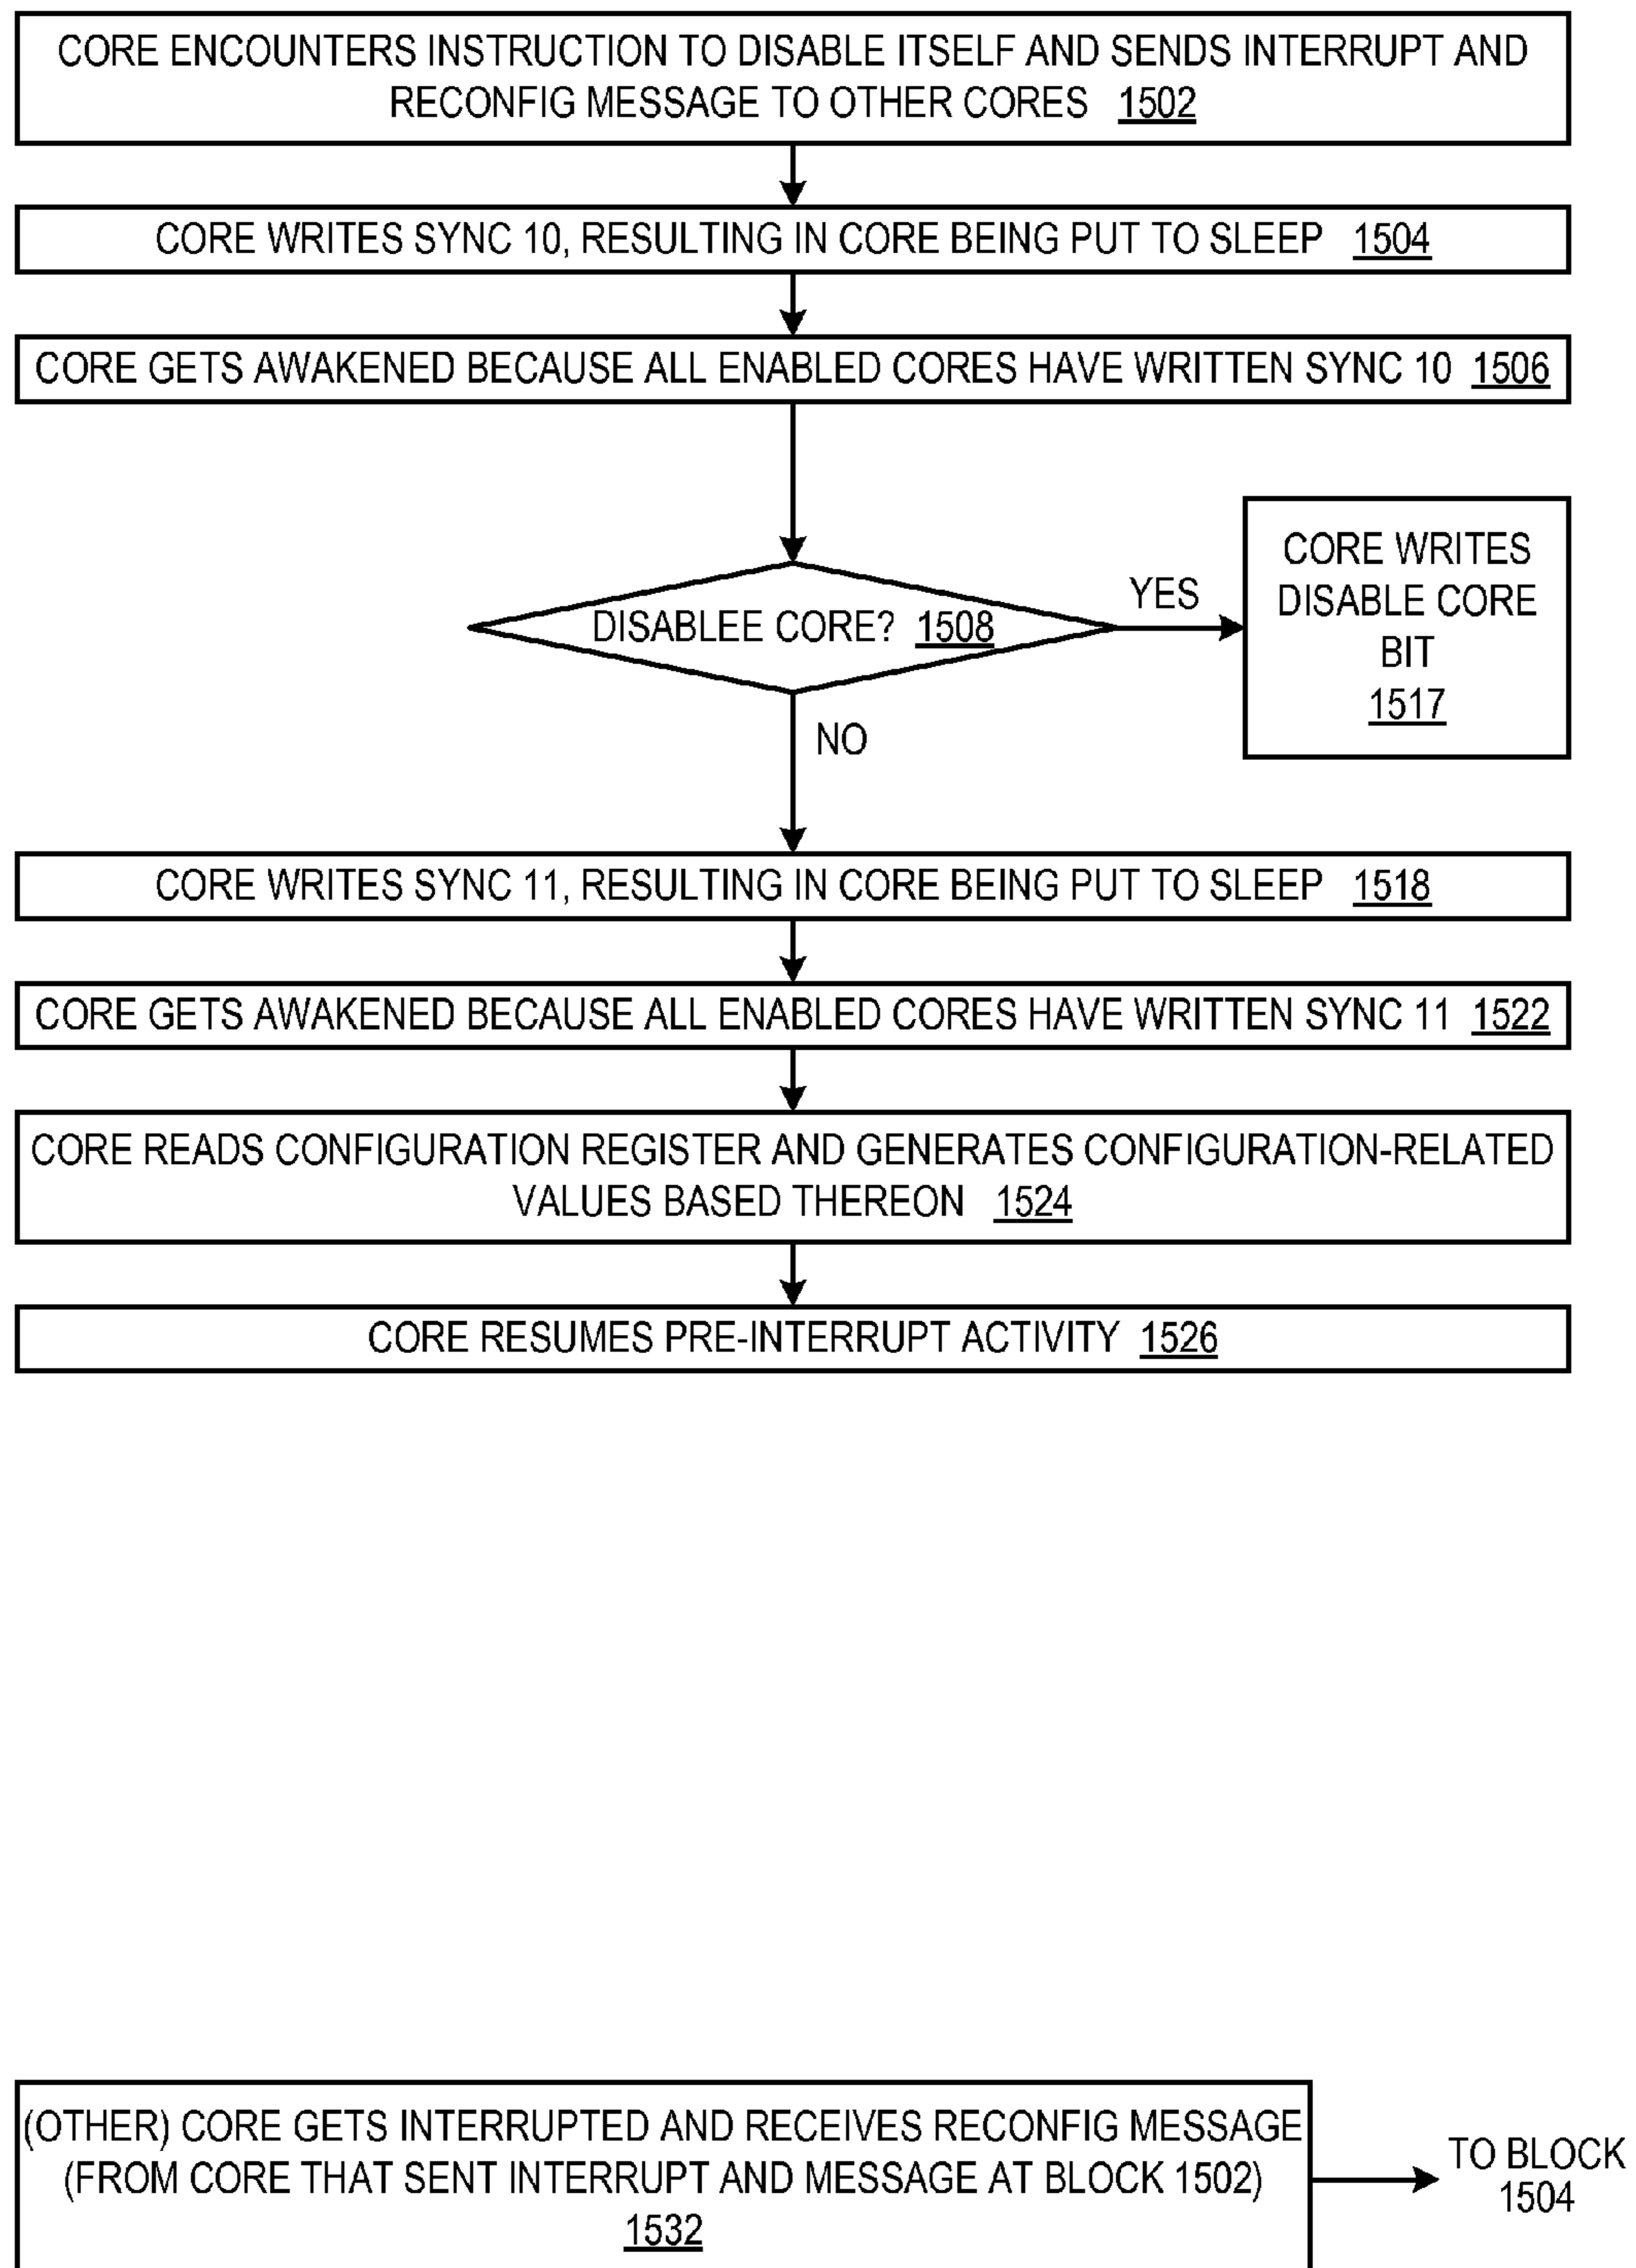 CORE ENCOUNTERS INSTRUCTION TO DISABLE ITSELF AND SENDS INTERRUPT AND
RECONFIG MESSAGE TO OTHER CORES 1502
CORE WRITES SYNC 10, RESULTING IN CORE BEING PUT TO SLEEP 1504
CORE GETS AWAKENED BECAUSE ALL ENABLED CORES HAVE WRITTEN SYNC 10 1506
DISABLEE CORE? 1508
YES
CORE WRITES
DISABLE CORE
BIT
1517
NO
CORE WRITES SYNC 11, RESULTING IN CORE BEING PUT TO SLEEP 1518
CORE GETS AWAKENED BECAUSE ALL ENABLED CORES HAVE WRITTEN SYNC 11 1522
CORE READS CONFIGURATION REGISTER AND GENERATES CONFIGURATION-RELATED
VALUES BASED THEREON 1524
CORE RESUMES PRE-INTERRUPT ACTIVITY 1526
(OTHER) CORE GETS INTERRUPTED AND RECEIVES RECONFIG MESSAGE
(FROM CORE THAT SENT INTERRUPT AND MESSAGE AT BLOCK 1502)
1532
TO BLOCK
1504